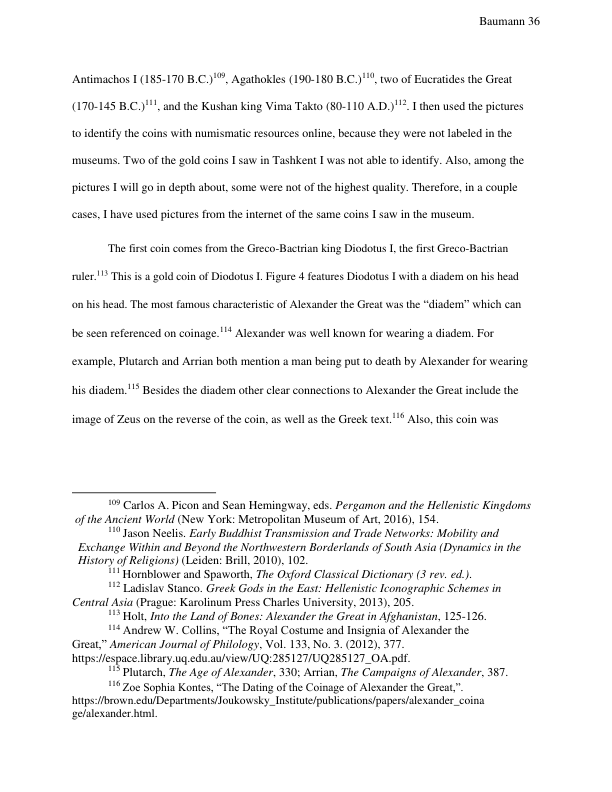 Baumann 36
Antimachos I (185-170 B.C.)109, Agathokles (190-180 B.C.)110, two of Eucratides the Great
(170-145 B.C.)111, and the Kushan king Vima Takto (80-110 A.D.)112. I then used the pictures
to identify the coins with numismatic resources online, because they were not labeled in the
museums. Two of the gold coins I saw in Tashkent I was not able to identify. Also, among the
pictures I will go in depth about, some were not of the highest quality. Therefore, in a couple
cases, I have used pictures from the internet of the same coins I saw in the museum.
The first coin comes from the Greco-Bactrian king Diodotus I, the first Greco-Bactrian
ruler.113 This is a gold coin of Diodotus I. Figure 4 features Diodotus I with a diadem on his head
on his head. The most famous characteristic of Alexander the Great was the “diadem” which can
be seen referenced on coinage.114 Alexander was well known for wearing a diadem. For
example, Plutarch and Arrian both mention a man being put to death by Alexander for wearing
his diadem.115 Besides the diadem other clear connections to Alexander the Great include the
image of Zeus on the reverse of the coin, as well as the Greek text.116 Also, this coin was
109 Carlos A. Picon and Sean Hemingway, eds. Pergamon and the Hellenistic Kingdoms
of the Ancient World (New York: Metropolitan Museum of Art, 2016), 154.
110 Jason Neelis. Early Buddhist Transmission and Trade Networks: Mobility and
Exchange Within and Beyond the Northwestern Borderlands of South Asia (Dynamics in the
History of Religions) (Leiden: Brill, 2010), 102.
111 Hornblower and Spaworth, The Oxford Classical Dictionary (3 rev. ed.).
112 Ladislav Stanco. Greek Gods in the East: Hellenistic Iconographic Schemes in
Central Asia (Prague: Karolinum Press Charles University, 2013), 205.
113 Holt, Into the Land of Bones: Alexander the Great in Afghanistan, 125-126.
114 Andrew W. Collins, “The Royal Costume and Insignia of Alexander the
Great,” American Journal of Philology, Vol. 133, No. 3. (2012), 377.
https://espace.library.uq.edu.au/view/UQ:285127/UQ285127_OA.pdf.
115 Plutarch, The Age of Alexander, 330; Arrian, The Campaigns of Alexander, 387.
116 Zoe Sophia Kontes, “The Dating of the Coinage of Alexander the Great,”.
https://brown.edu/Departments/Joukowsky_Institute/publications/papers/alexander_coina
ge/alexander.html.